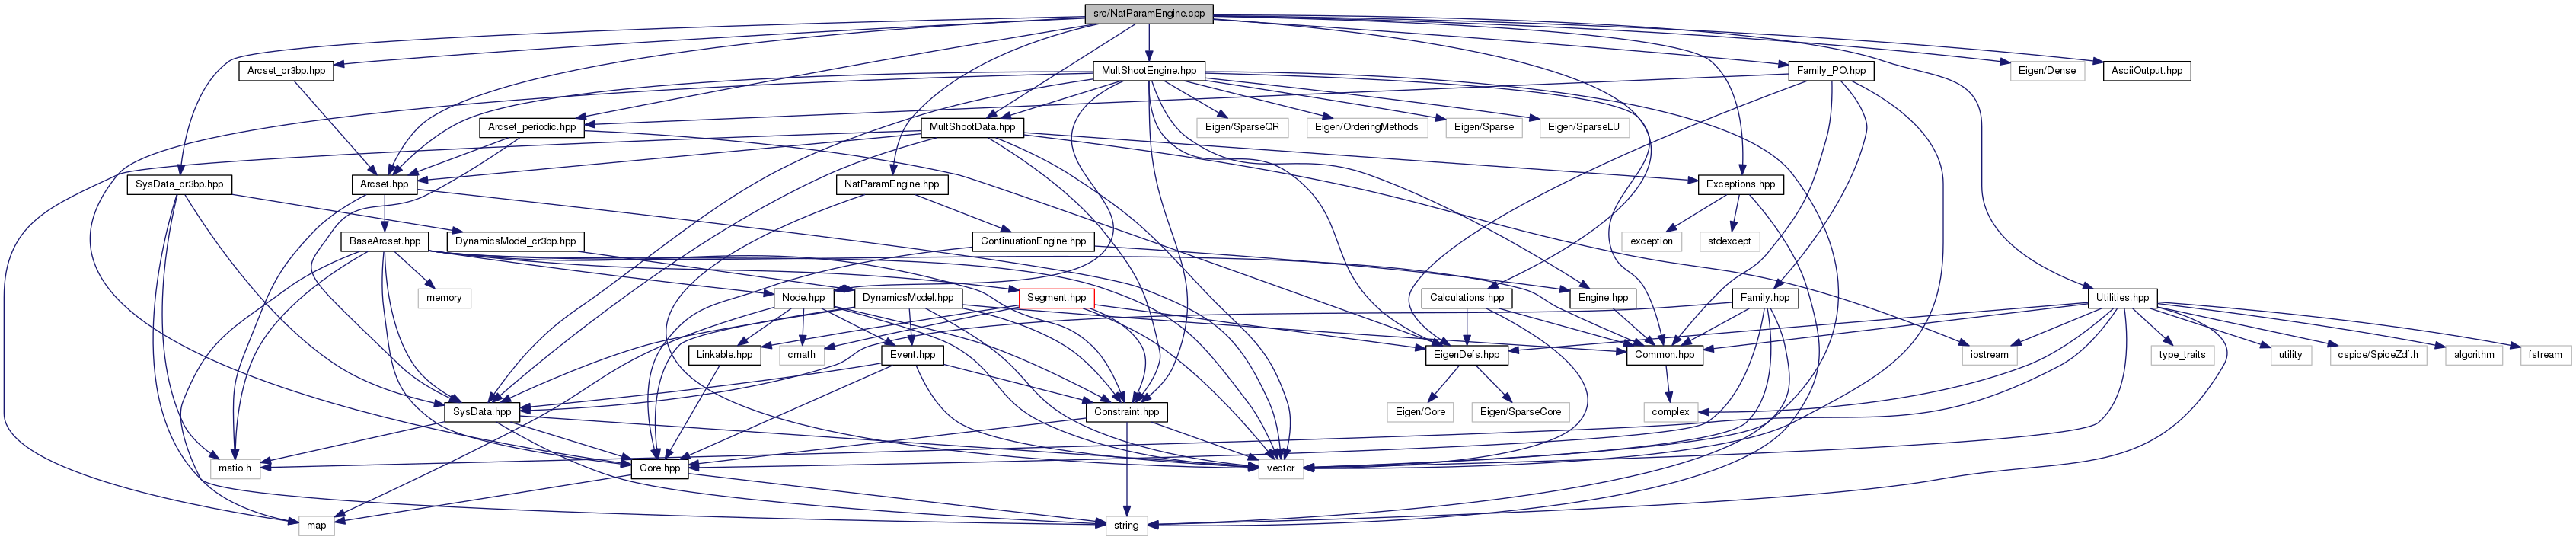 src/NatParamEngine.cpp
Arcset_cr3bp.hpp
MultShootEngine.hpp
Family_PO.hpp
Eigen/Dense
AsciiOutput.hpp
Arcset_periodic.hpp
MultShootData.hpp
Eigen/SparseQR
Eigen/OrderingMethods
Eigen/Sparse
Eigen/SparseLU
SysData_cr3bp.hpp
Arcset.hpp
NatParamEngine.hpp
Exceptions.hpp
BaseArcset.hpp
DynamicsModel_cr3bp.hpp
ContinuationEngine.hpp
exception
stdexcept
memory
Node.hpp
DynamicsModel.hpp
Segment.hpp
Calculations.hpp
Engine.hpp
Family.hpp
Utilities.hpp
Linkable.hpp
cmath
Event.hpp
EigenDefs.hpp
Common.hpp
iostream
type_traits
utility
cspice/SpiceZdf.h
algorithm
fstream
SysData.hpp
Constraint.hpp
Eigen/Core
Eigen/SparseCore
complex
matio.h
Core.hpp
vector
map
string